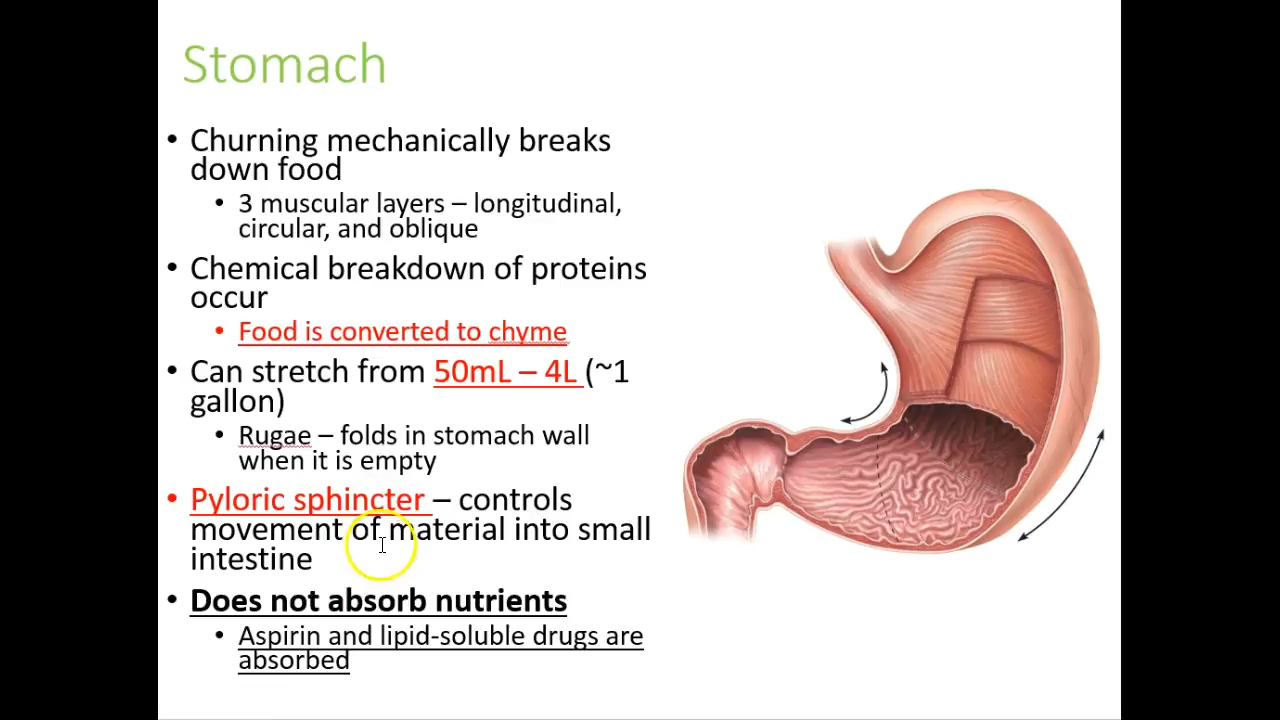 Stomach
• Churning mechanically breaks
down food
• 3 muscular layers – longitudinal,
circular, and oblique
• Chemical breakdown of proteins
occur
• Food is converted to chyme
• Can stretch from 50mL – 4L (~1
gallon)
• Rugae – folds in stomach wall
when it is empty
• Pyloric sphincter – controls
movement of material into small
intestine
• Does not absorb nutrients
• Aspirin and lipid-soluble drugs are
absorbed